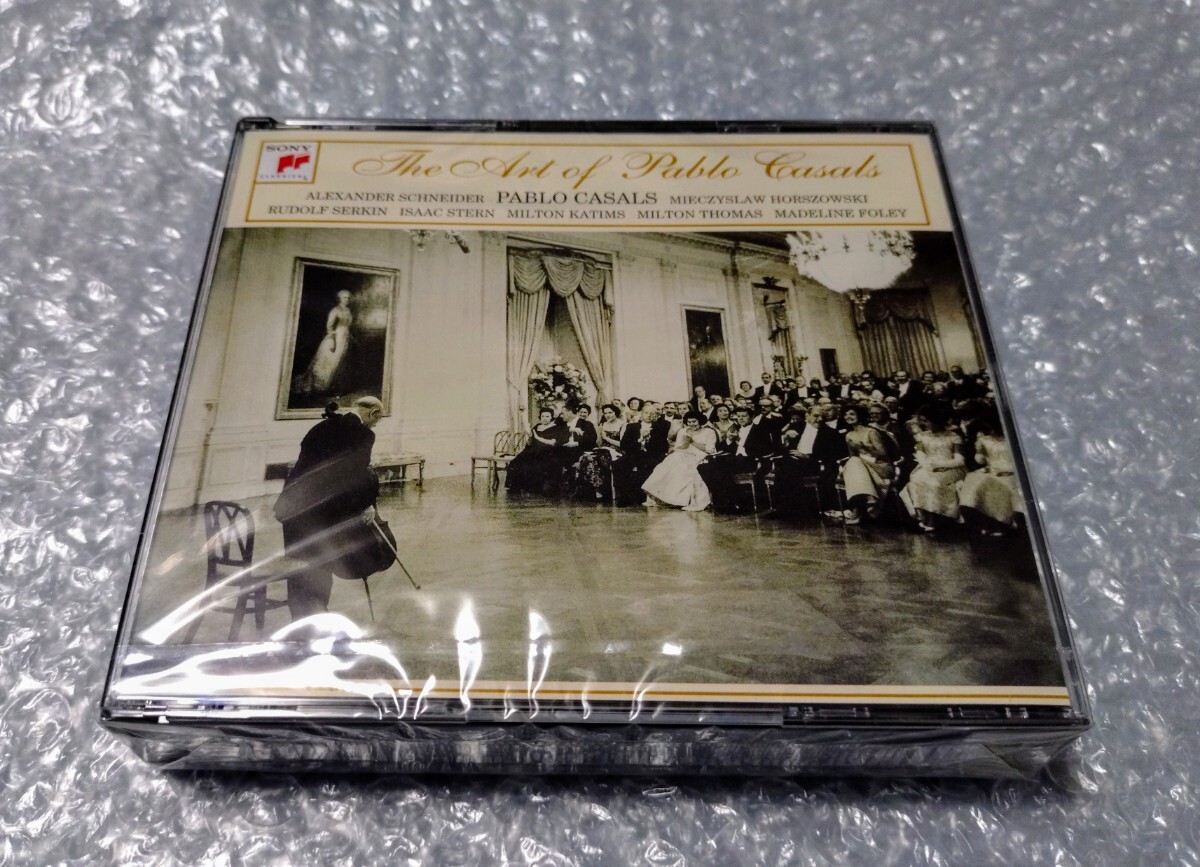 SONY
CLASSICAL
The Art of Pablo Casals
ALEXANDER SCHNEIDER PABLO CASALS MIECZYSLAW HORSZOWSKI
RUDOLF SERKIN ISAAC STERN MILTON KATIMS MILTON THOMAS MADELINE FOLEY